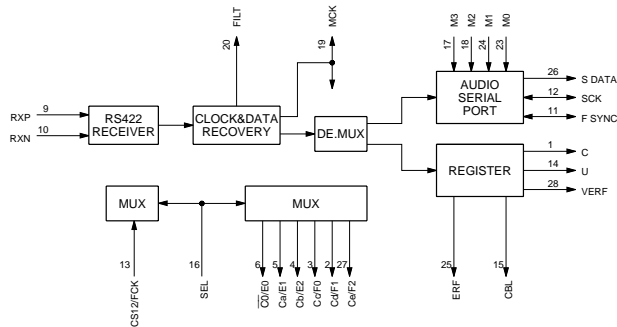 FILT
20
MCK
19
M3
17
M2
18
M1
24
M0
23
RXP
9
RXN
10
RS422
RECEIVER
CLOCK&DATA
RECOVERY
DE.MUX
AUDIO
SERIAL
PORT
26
S DATA
12
SCK
11
F SYNC
REGISTER
1
C
14
U
28
VERF
MUX
MUX
13
CS12/FCK
16
SEL
6
C0/E0
5
Ca/E1
4
Cb/E2
3
Cc/F0
2
Cd/F1
27
Ce/F2
25
ERF
15
CBL